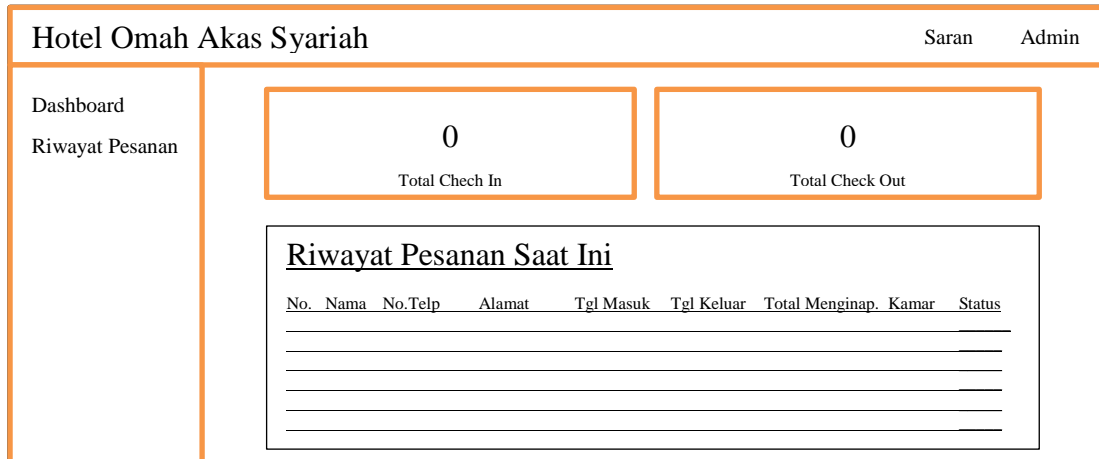 Hotel Omah Akas Syariah
Saran Admin
Dashboard
Riwayat Pesanan
0
Total Chech In
0
Total Check Out
Riwayat Pesanan Saat Ini
No. Nama No.Telp Alamat Tgl Masuk Tgl Keluar Total Menginap. Kamar Status